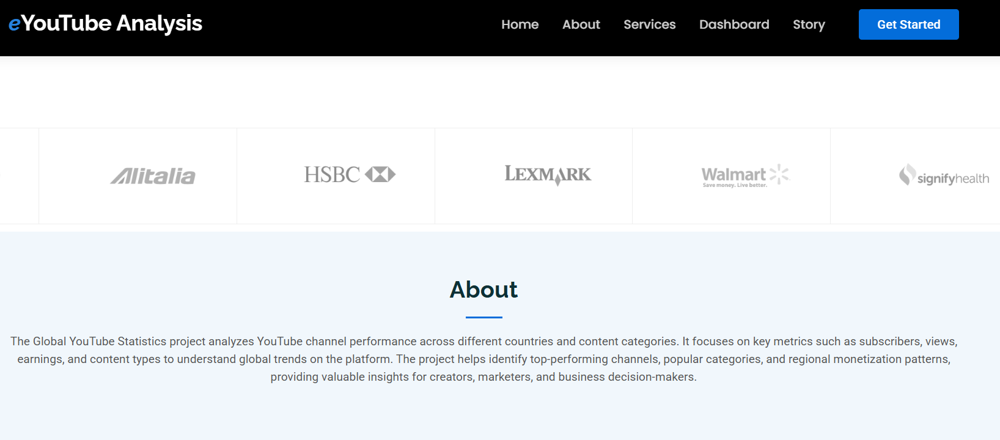 eYouTube Analysis
Home About Services Dashboard Story Get Started
Alitalia HSBC LEXMARK Walmart signifyhealth
Save money. Live better.
About
The Global YouTube Statistics project analyzes YouTube channel performance across different countries and content categories. It focuses on key metrics such as subscribers, views,
earnings, and content types to understand global trends on the platform. The project helps identify top-performing channels, popular categories, and regional monetization patterns,
providing valuable insights for creators, marketers, and business decision-makers.